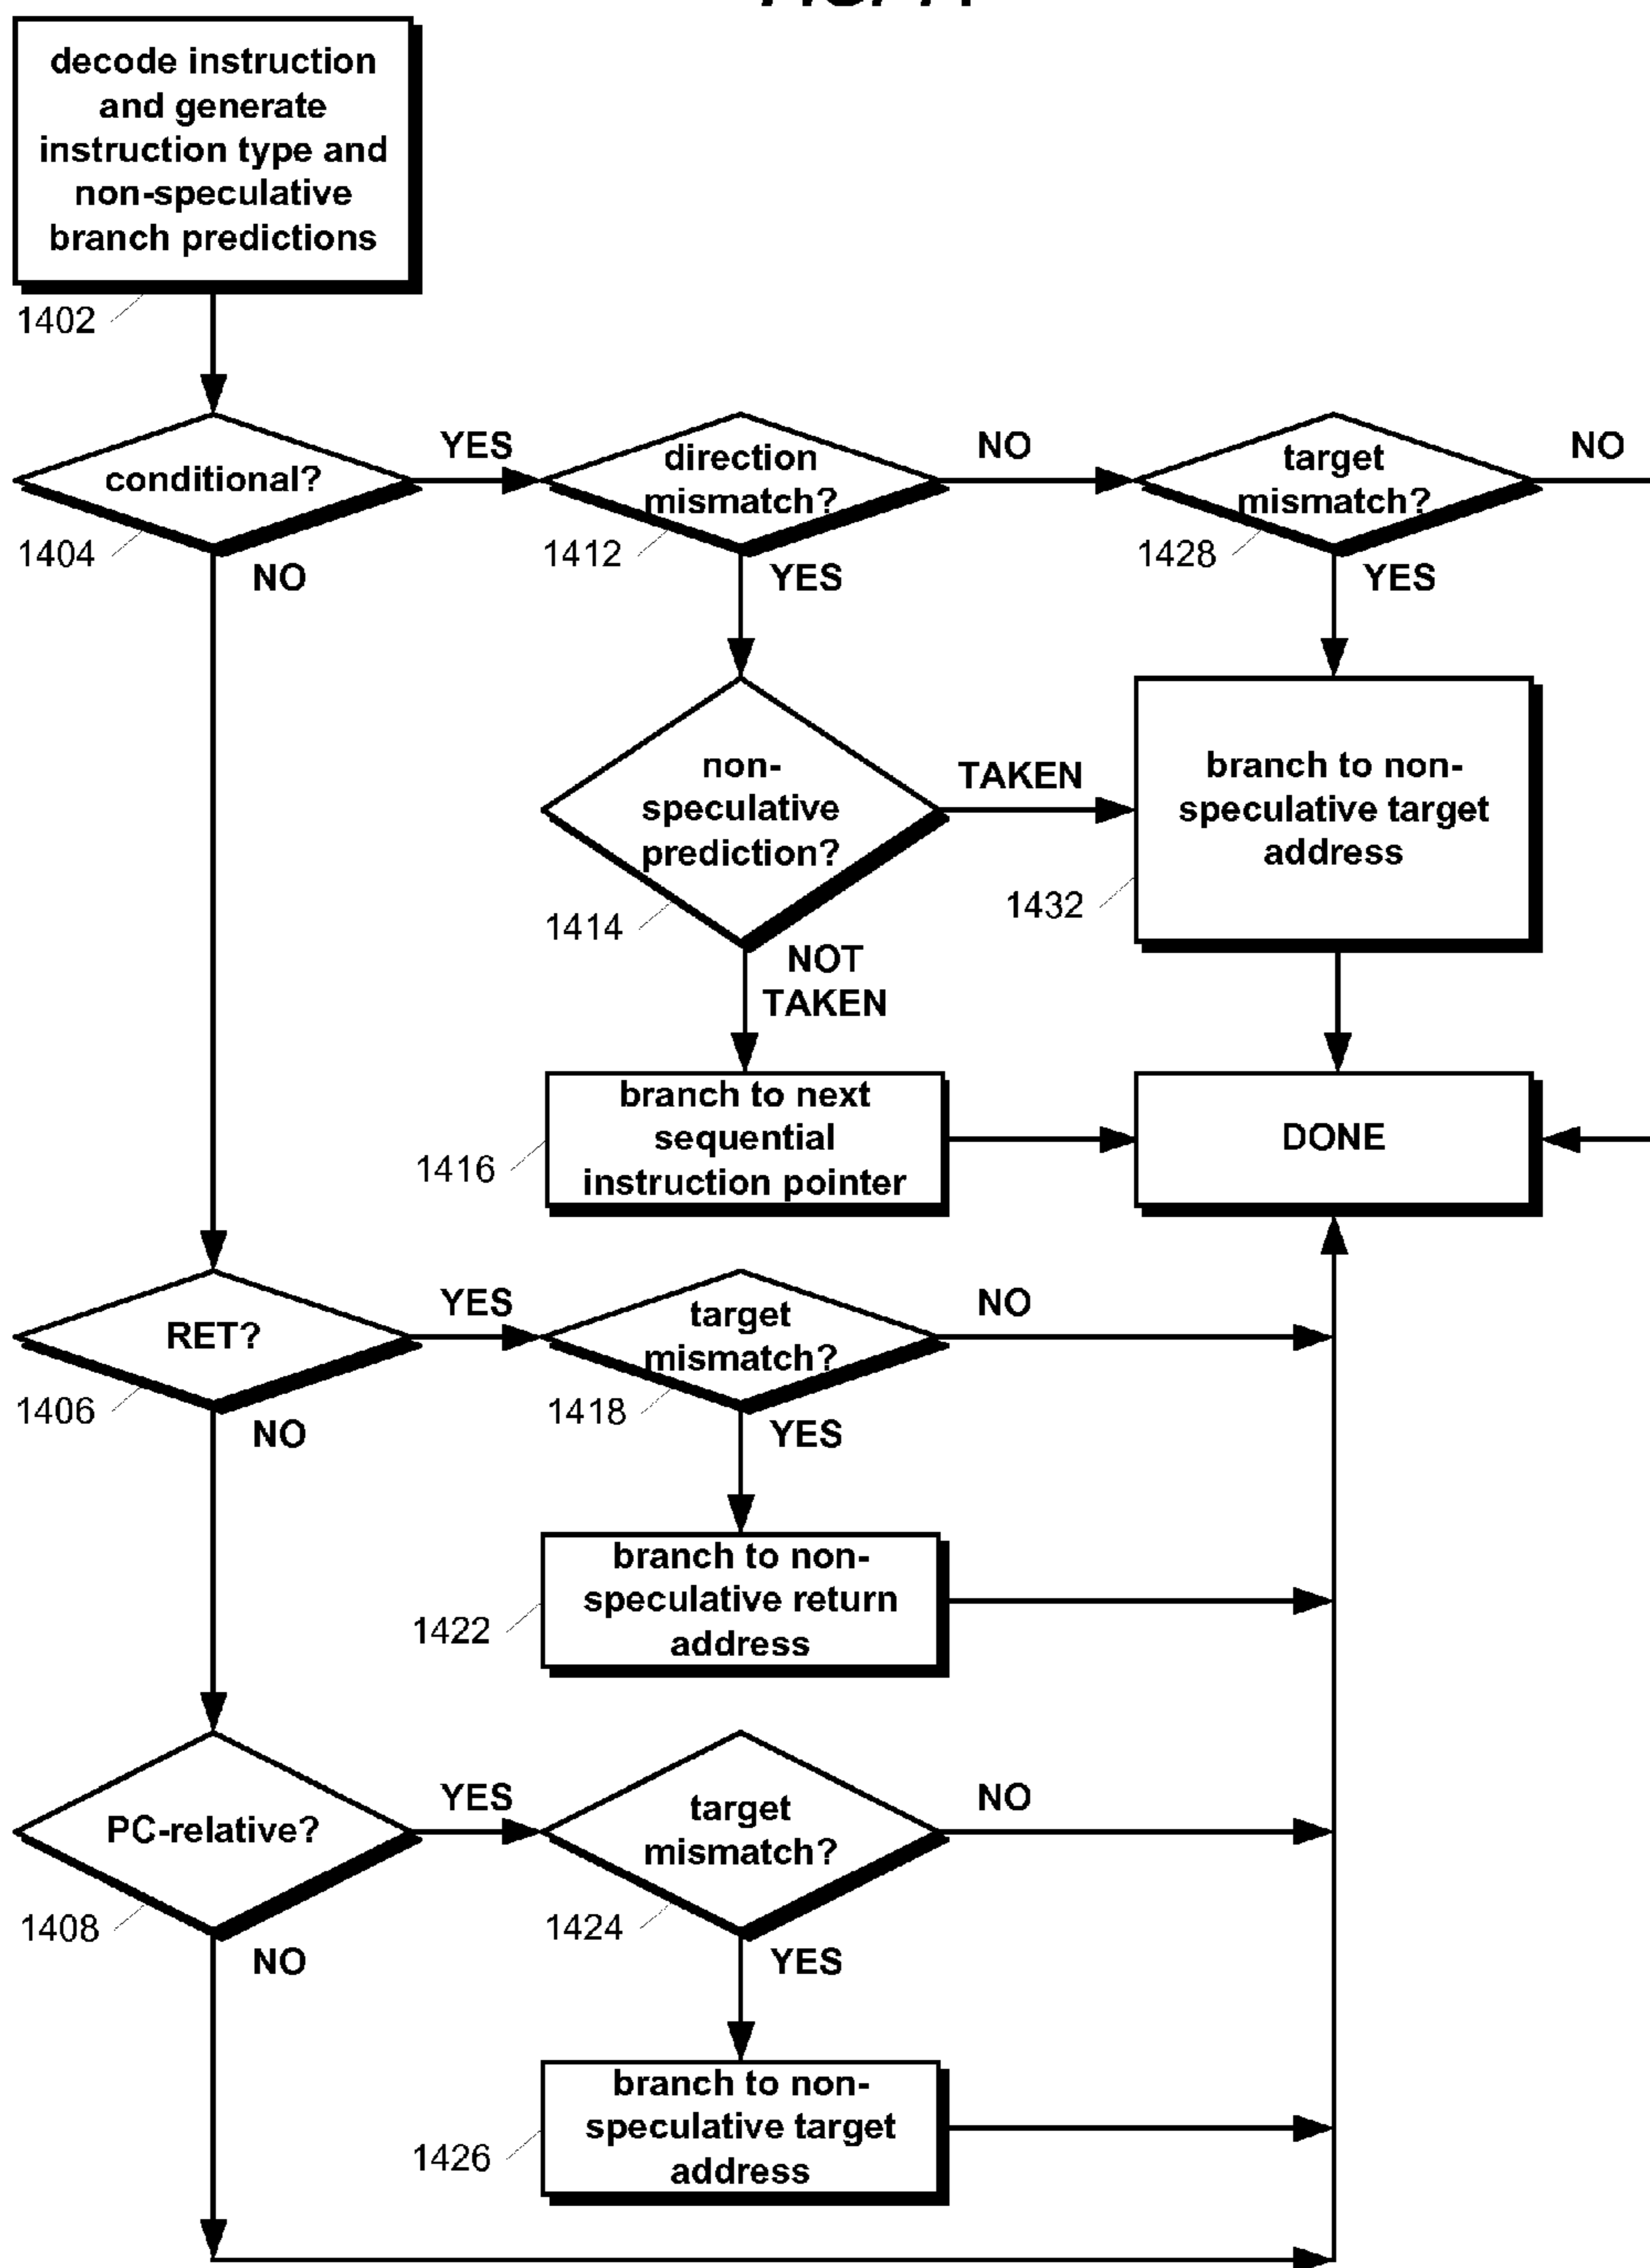 decode instruction
and generate
instruction type and
non-speculative
branch predictions
1402
conditional?
1404
YES
NO
direction
mismatch?
1412
NO
YES
target
mismatch?
1428
NO
YES
non-
speculative
prediction?
1414
TAKEN
NOT
TAKEN
branch to non-
speculative target
address
1432
branch to next
sequential
instruction pointer
1416
DONE
RET?
1406
YES
NO
target
mismatch?
1418
NO
YES
branch to non-
speculative return
address
1422
PC-relative?
1408
YES
NO
target
mismatch?
1424
NO
YES
branch to non-
speculative target
address
1426